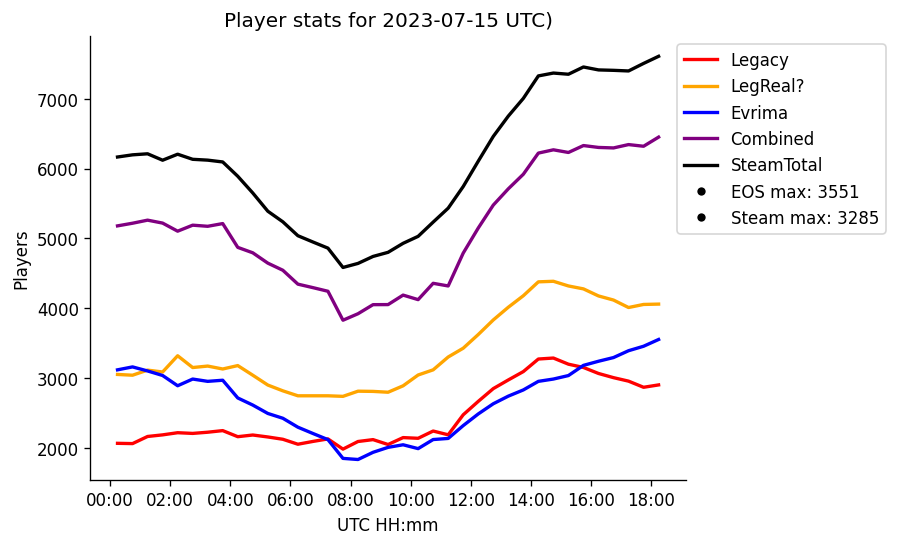 Player stats for 2023-07-15 UTC)
Legacy
LegReal?
Evrima
Combined
SteamTotal
EOS max: 3551
Steam max: 3285
Players
7000
6000
5000
4000
3000
2000
00:00 02:00 04:00 06:00 08:00 10:00 12:00 14:00 16:00 18:00
UTC HH:mm